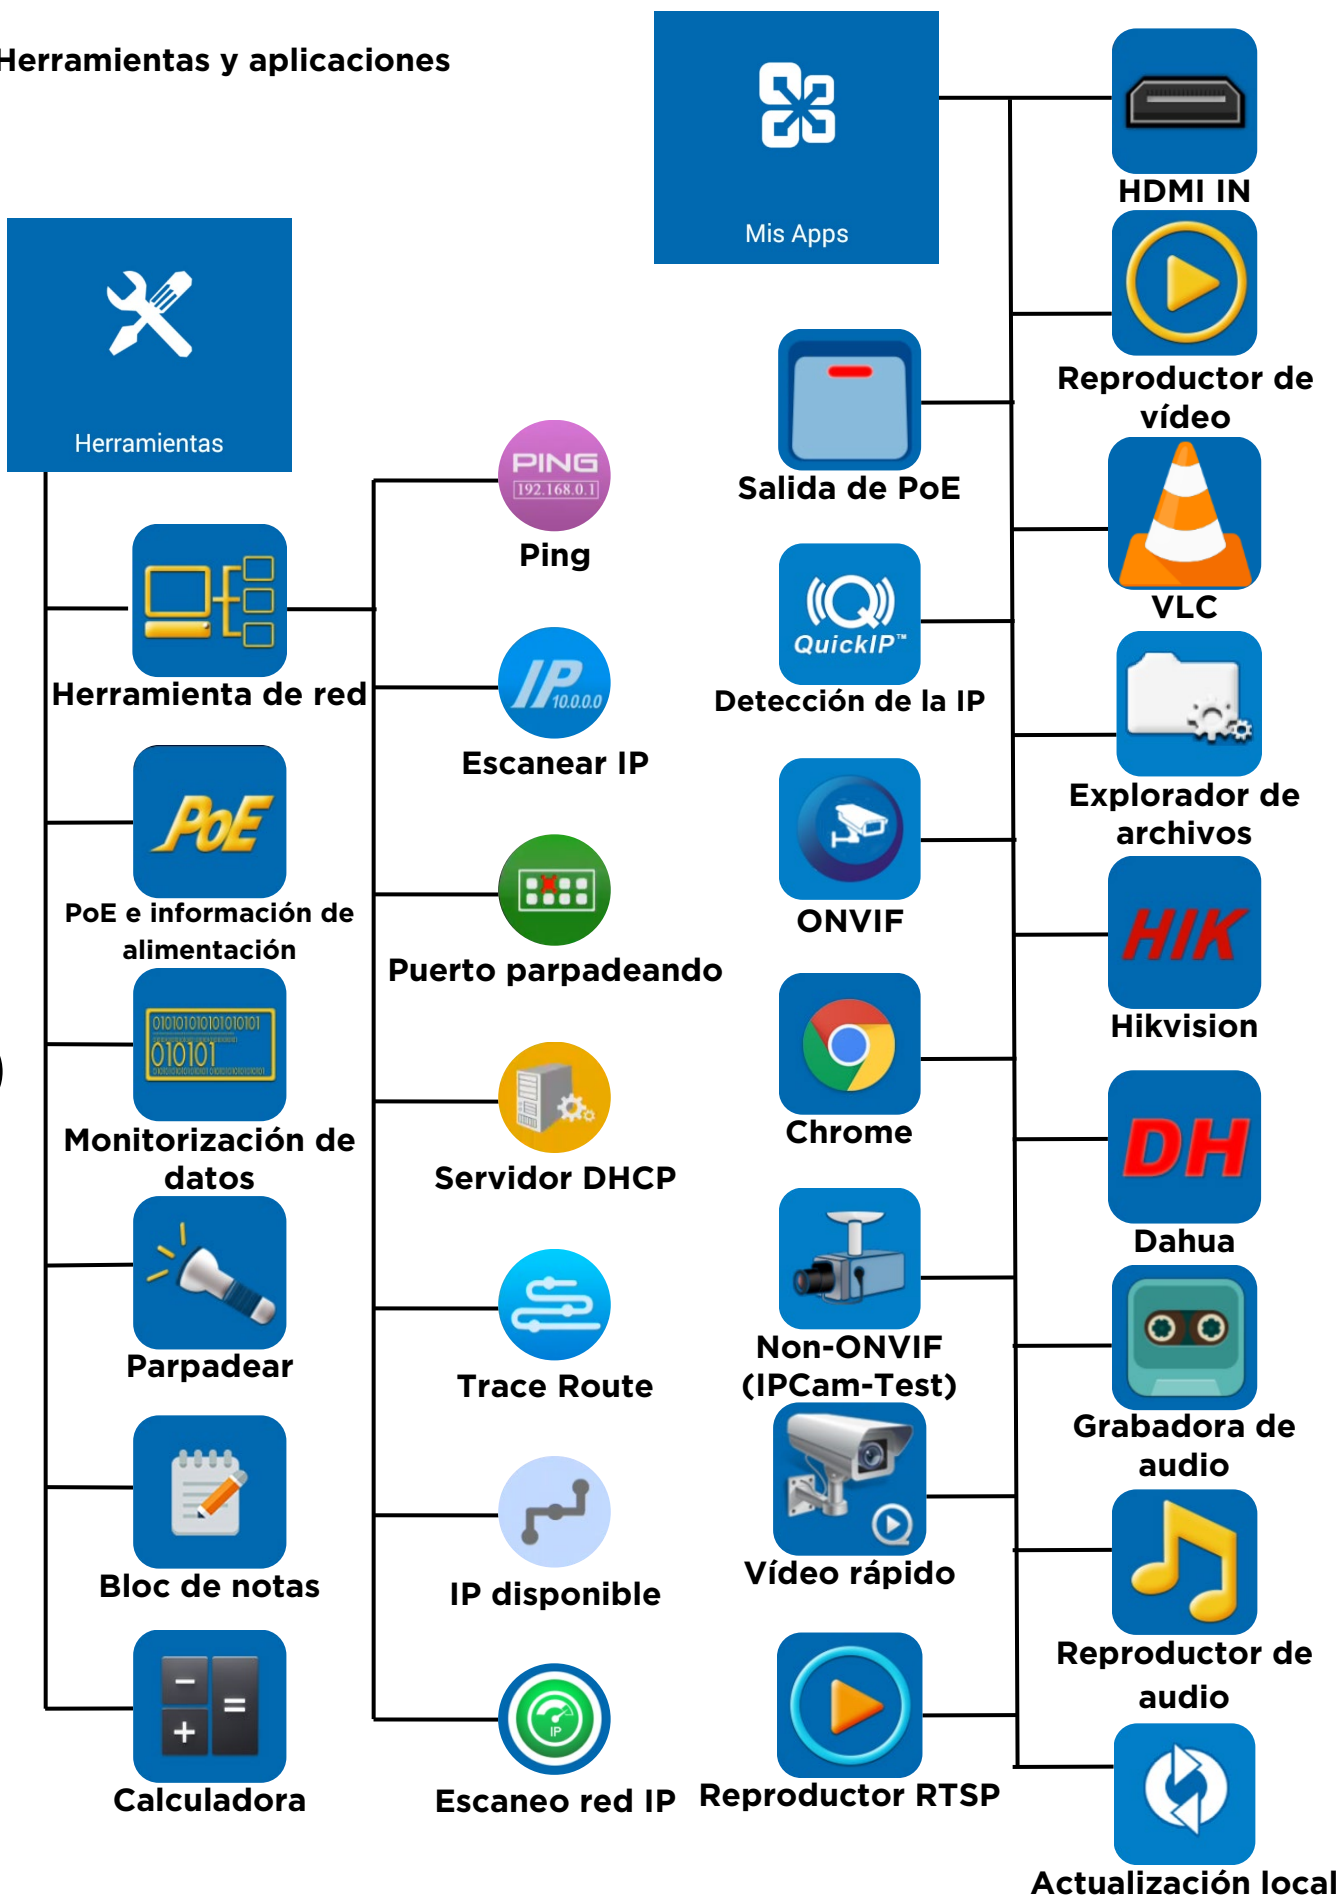 Herramientas y aplicaciones
Herramientas
Herramienta de red
PoE
PoE e información de
alimentación
01010101010101010101
010101
Monitorización de
datos
Parpadear
Bloc de notas
Calculadora
PING
192.168.0.1
Ping
IP
10.0.0.0
Escanear IP
Puerto parpadeando
Servidor DHCP
Trace Route
IP disponible
IP
Escaneo red IP
Mis Apps
Salida de PoE
Q
QuickIP™
Detección de la IP
ONVIF
Chrome
Non-ONVIF
(IPCam-Test)
Vídeo rápido
Reproductor RTSP
HDMI IN
Reproductor de
vídeo
VLC
Explorador de
archivos
HIK
Hikvision
DH
Dahua
Grabadora de
audio
Reproductor de
audio
Actualización local